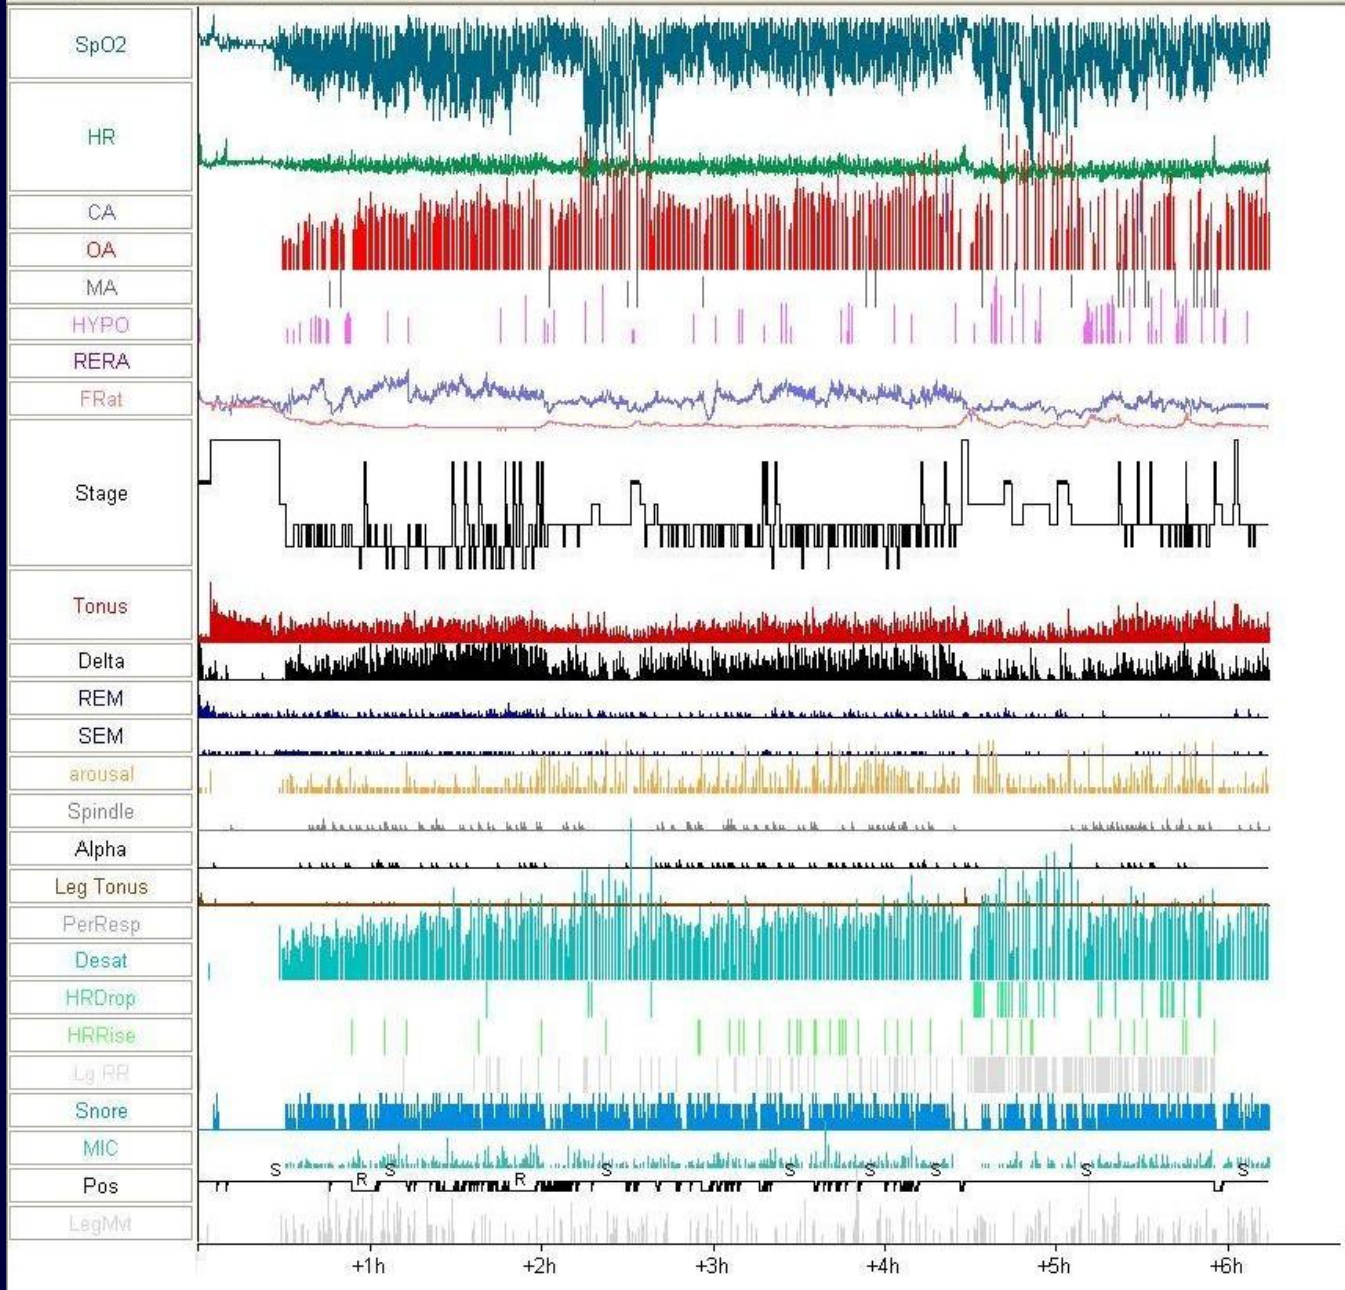 SpO2
HR
CA
OA
MA
HYPO
RERA
FRat
Stage
Tonus
Delta
REM
SEM
arousal
Spindle
Alpha
Leg Tonus
PerResp
Desat
HRDrop
HRRise
Lg RR
Snore
MIC
S S S S S S S
Pos R R
LegMvt
+1h +2h +3h +4h +5h +6h